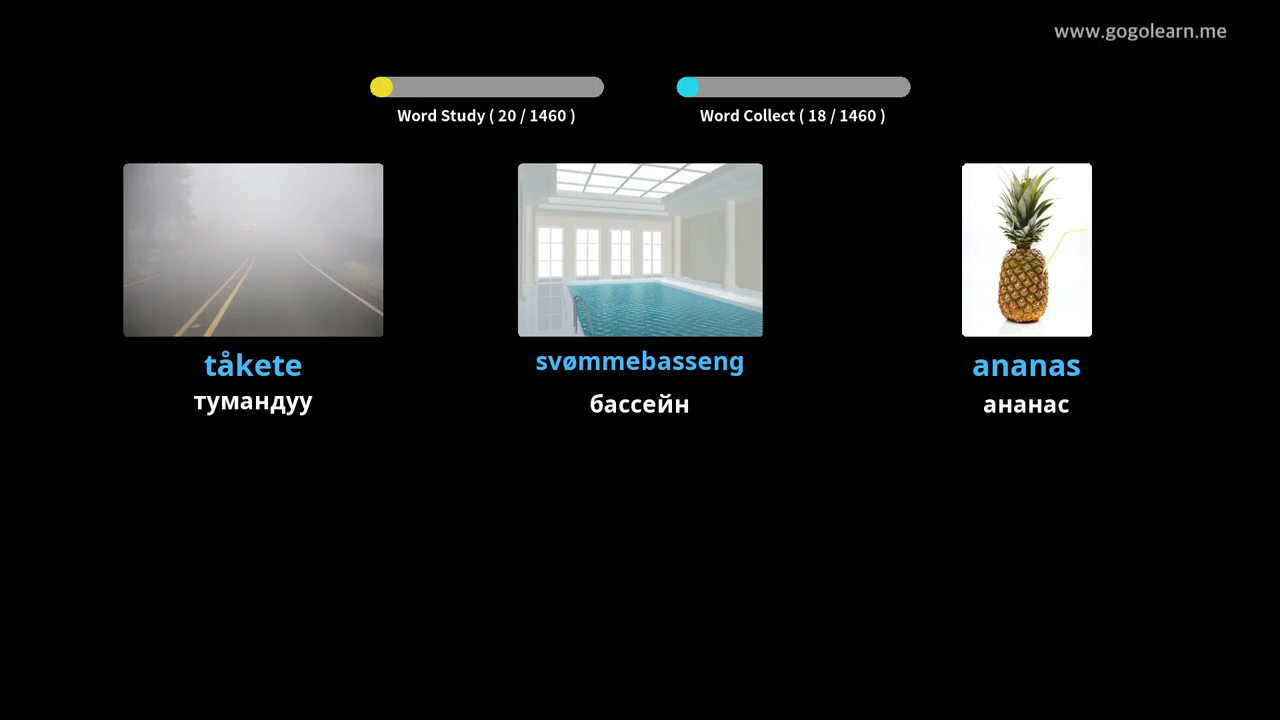 www.gogolearn.me
Word Study ( 20 / 1460 )
Word Collect ( 18 / 1460 )
tåkete
тумандуу
svømmebasseng
бассейн
ananas
ананас